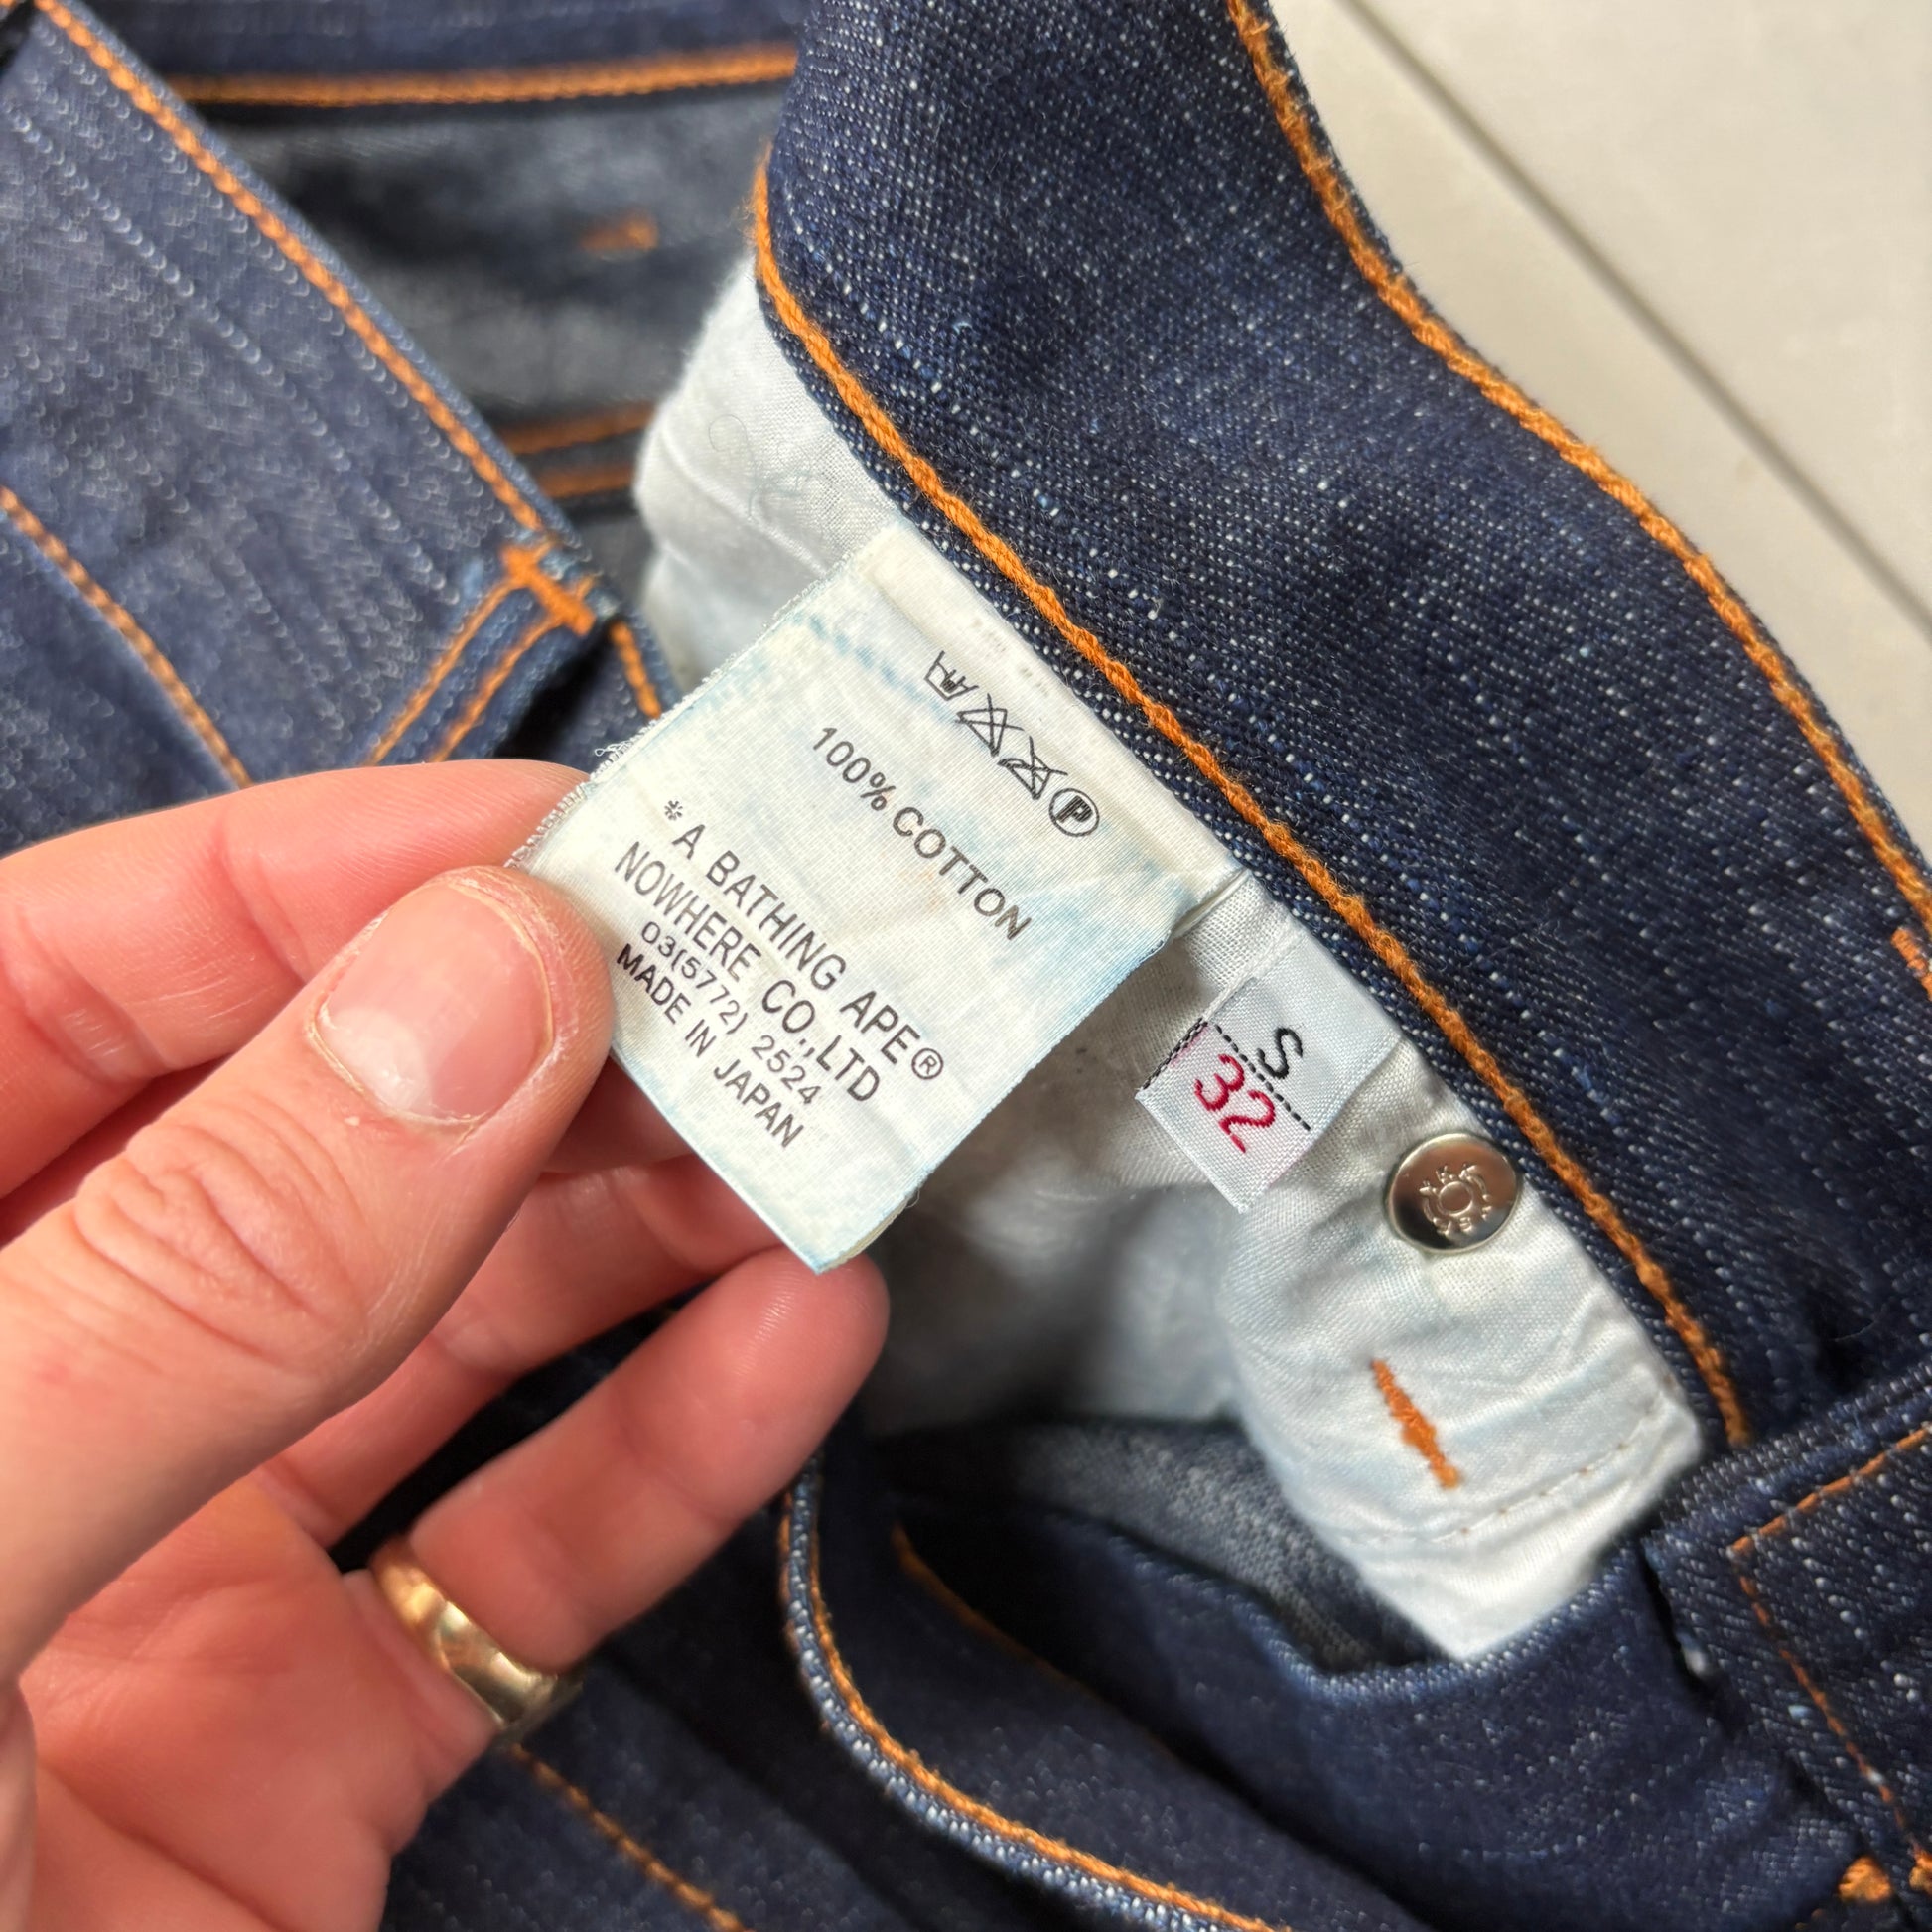 100% COTTON
* A BATHING APE®
NOWHERE CO.,LTD
03(5772) 2524
MADE IN JAPAN
S
32
P